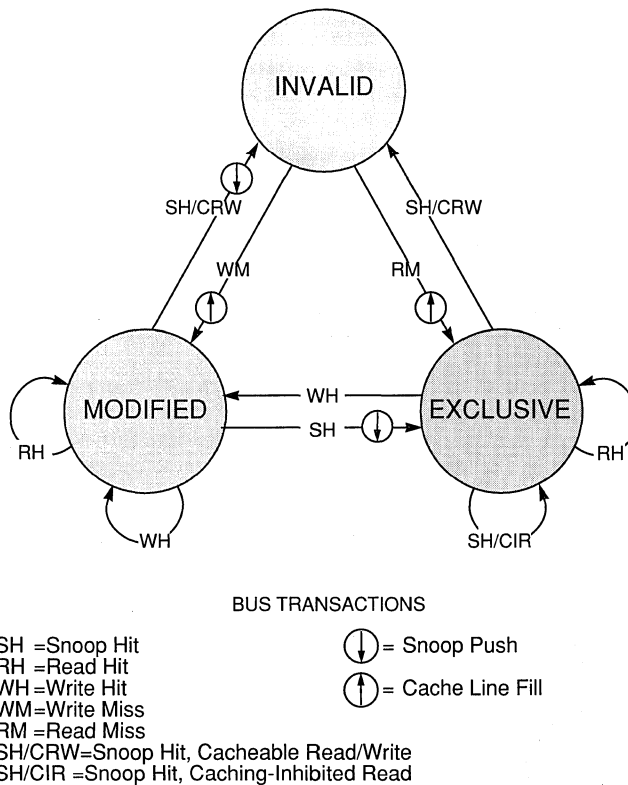 INVALID
SH/CRW
SH/CRW
WM
RM
MODIFIED
WH
EXCLUSIVE
SH
RH
RH
WH
SH/CIR
BUS TRANSACTIONS
SH =Snoop Hit
= Snoop Push
RH =Read Hit
WH =Write Hit
= Cache Line Fill
WM=Write Miss
RM =Read Miss
SH/CRW=Snoop Hit, Cacheable Read/Write
SH/CIR =Snoop Hit, Caching-Inhibited Read